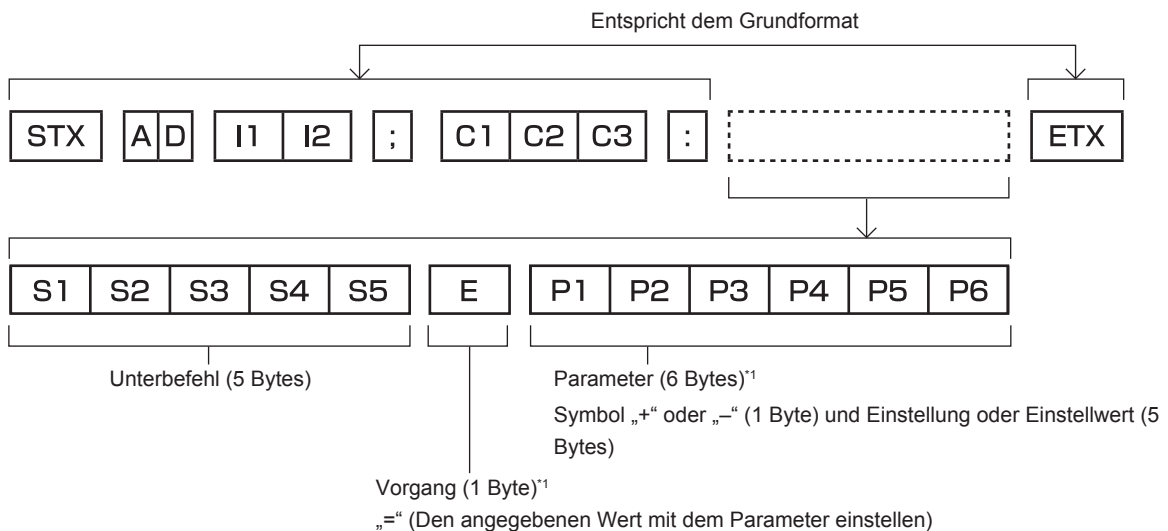 Entspricht dem Grundformat
STX A D I1 I2 ; C1 C2 C3 : ETX
S1 S2 S3 S4 S5 E P1 P2 P3 P4 P5 P6
Unterbefehl (5 Bytes)
Parameter (6 Bytes)*1
Symbol „+“ oder „–“ (1 Byte) und Einstellung oder Einstellwert (5
Bytes)
Vorgang (1 Byte)*1
„=“ (Den angegebenen Wert mit dem Parameter einstellen)